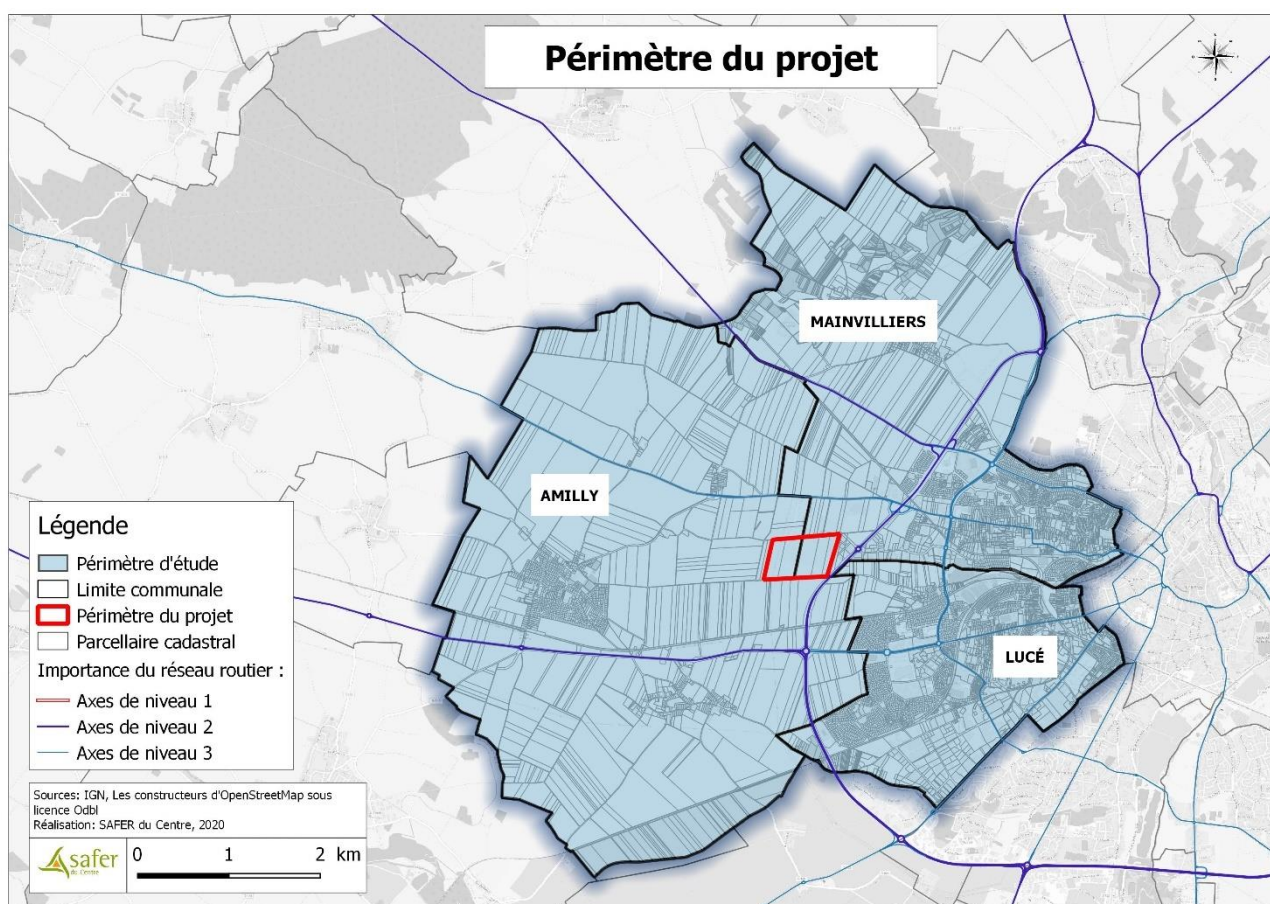 Périmètre du projet
MAINVILLIERS
AMILLY
LUCÉ
Légende
Périmètre d'étude
Limite communale
Périmètre du projet
Parcellaire cadastral
Importance du réseau routier :
Axes de niveau 1
Axes de niveau 2
Axes de niveau 3
Sources: IGN, Les constructeurs d'OpenStreetMap sous
licence Odbl
Réalisation: SAFER du Centre, 2020
safer
du Centre
0 1 2 km